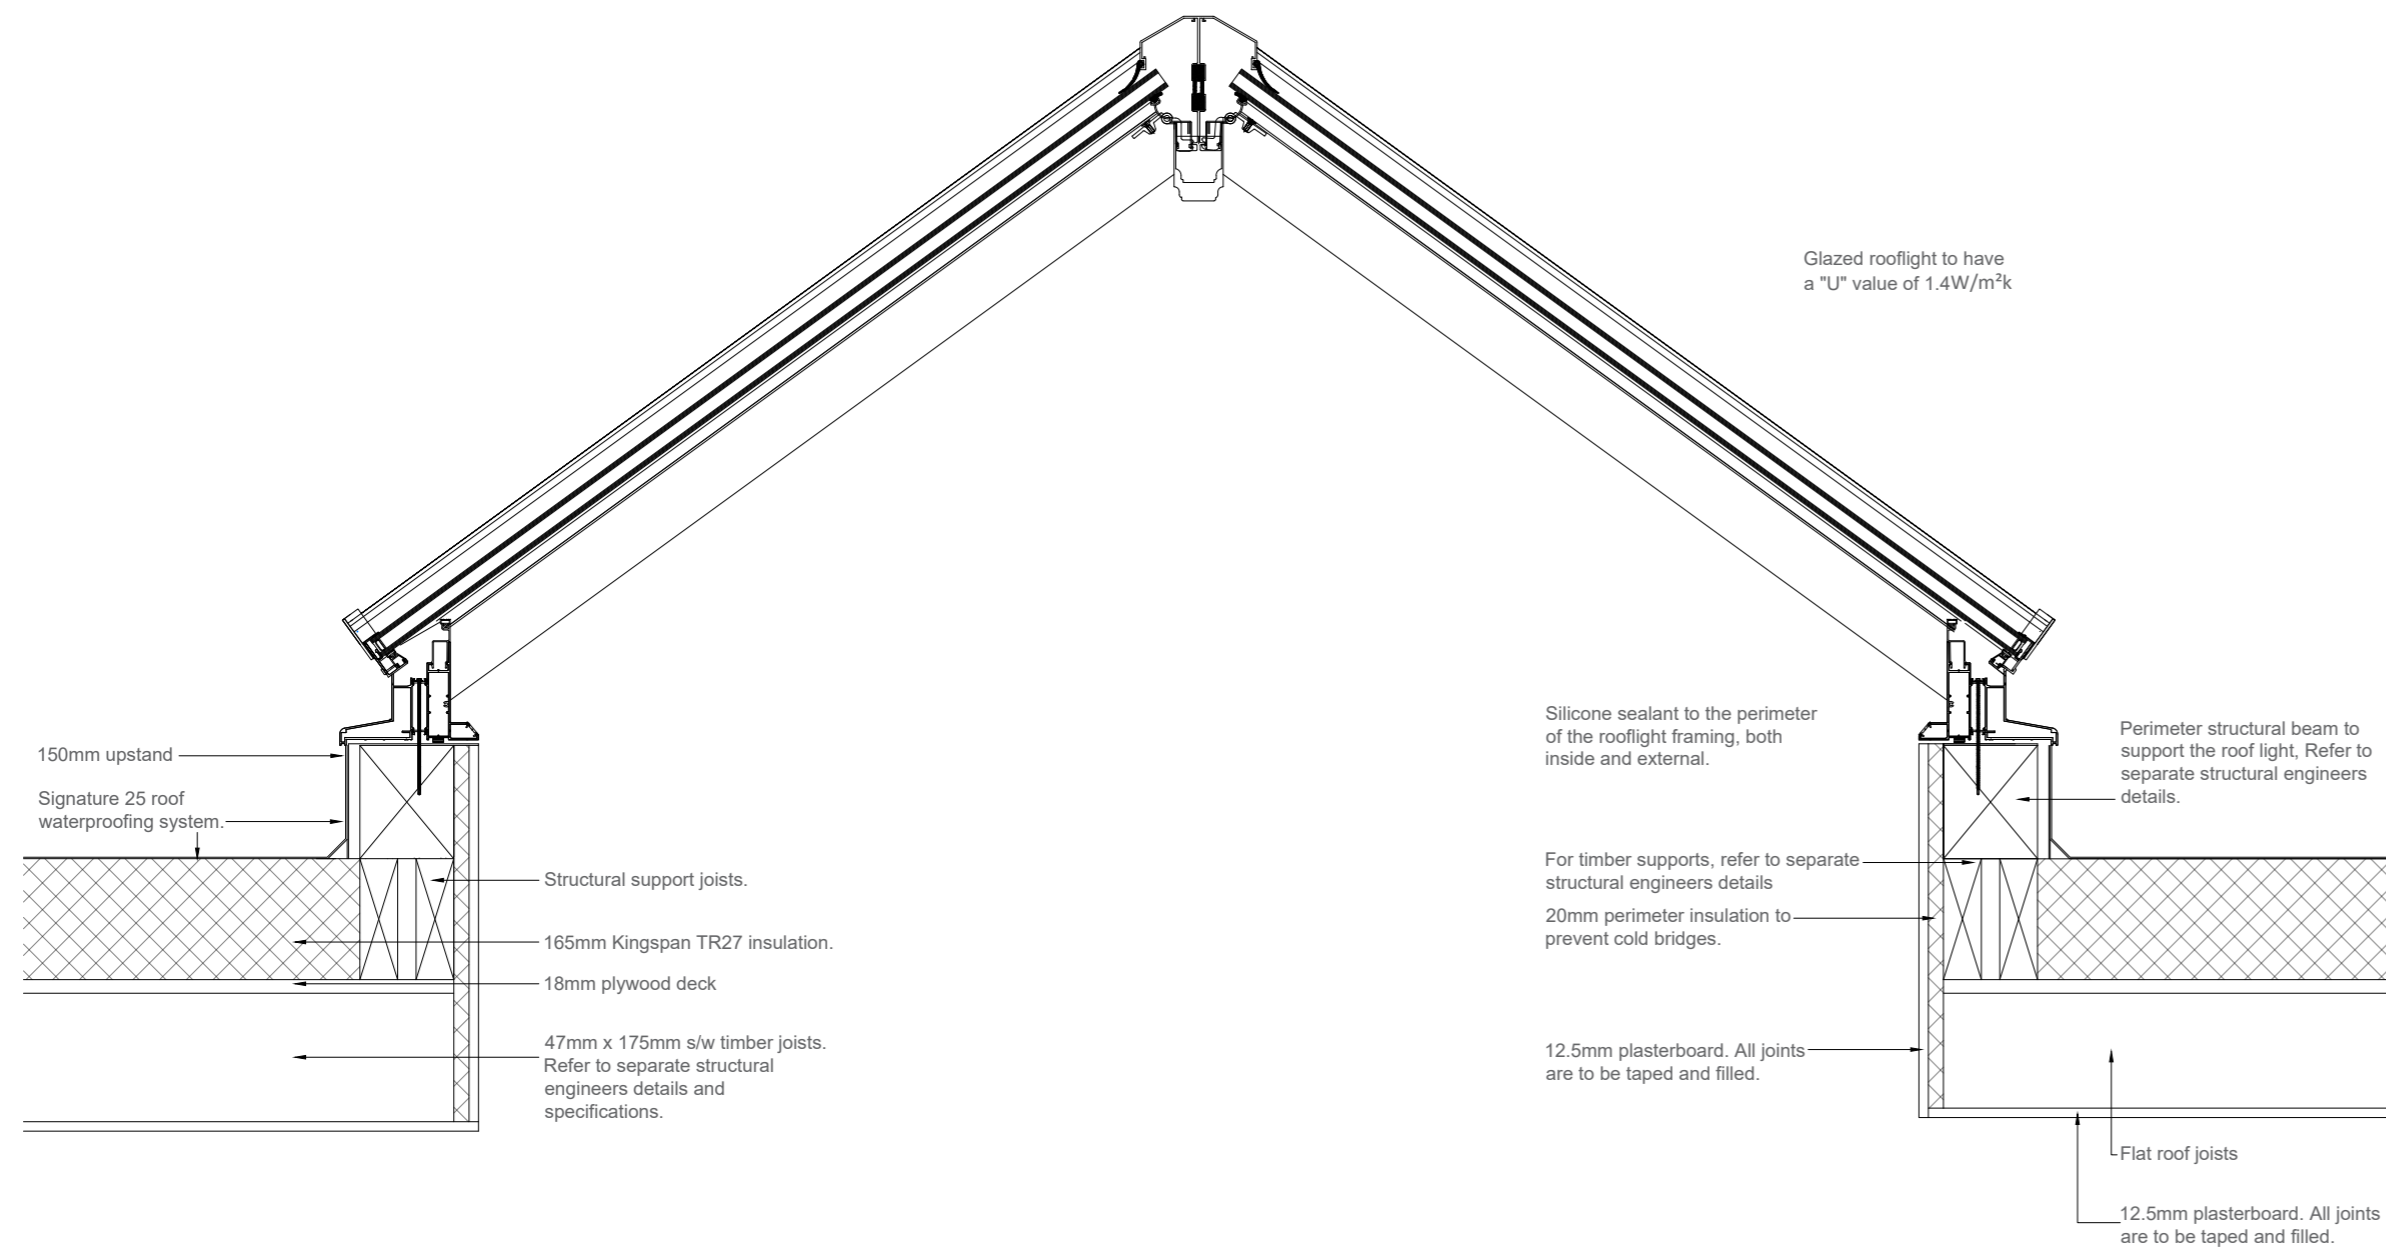 Glazed rooflight to have
a "U" value of 1.4W/m²k
150mm upstand
Signature 25 roof
waterproofing system.
Structural support joists.
165mm Kingspan TR27 insulation.
18mm plywood deck
47mm x 175mm s/w timber joists.
Refer to separate structural
engineers details and
specifications.
Silicone sealant to the perimeter
of the rooflight framing, both
inside and external.
For timber supports, refer to separate
structural engineers details
20mm perimeter insulation to
prevent cold bridges.
12.5mm plasterboard. All joints
are to be taped and filled.
Perimeter structural beam to
support the roof light, Refer to
separate structural engineers
details.
Flat roof joists
12.5mm plasterboard. All joints
are to be taped and filled.